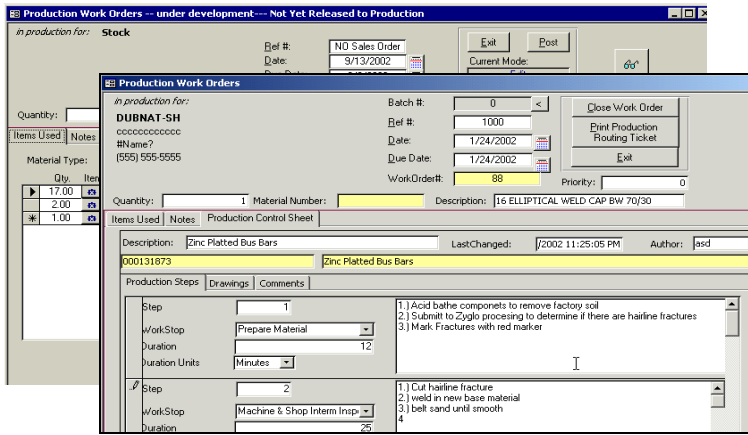 Production Work Orders -- under development--- Not Yet Released to Production
in production for: Stock
Ref #: NO Sales Order
Date: 9/13/2002
Exit Post
Current Mode:
Quantity:
Items Used Notes
Material Type:
Qty. Item
17.00
2.00
1.00
Production Work Orders
in production for:
DUBNAT-SH
cccccccccccc
#Name?
(555) 555-5555
Batch #: 0 <
Ref #: 1000
Date: 1/24/2002
Due Date: 1/24/2002
WorkOrder#: 88
Close Work Order
Print Production Routing Ticket
Exit
Priority: 0
Quantity: 1 Material Number: Description: 16 ELLIPTICAL WELD CAP BW 70/30
Items Used Notes Production Control Sheet
Description: Zinc Platted Bus Bars LastChanged: /2002 11:25:05 PM Author: asd
000131873 Zinc Platted Bus Bars
Production Steps Drawings Comments
Step 1
WorkStop Prepare Material
Duration 12
Duration Units Minutes
1.) Acid bathe componets to remove factory soil
2.) Submitt to Zyglo procesing to determine if there are hairline fractures
3.) Mark Fractures with red marker
Step 2
WorkStop Machine & Shop Interm Insp
Duration 25
1.) Cut hairline fracture
2.) weld in new base material
3.) belt sand until smooth
4